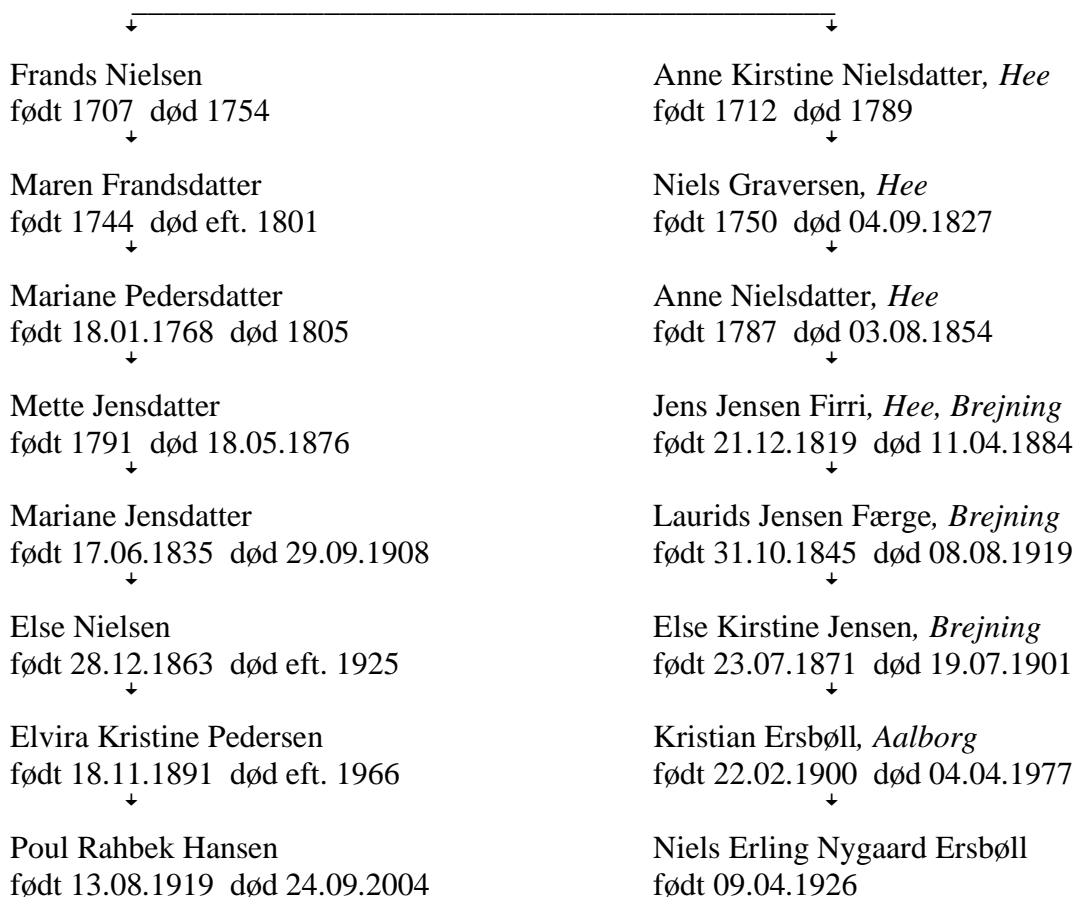 Frands Nielsen
født 1707  død 1754
Maren Frandsdatter
født 1744  død eft. 1801
Mariane Pedersdatter
født 18.01.1768  død 1805
Mette Jensdatter
født 1791  død 18.05.1876
Mariane Jensdatter
født 17.06.1835  død 29.09.1908
Else Nielsen
født 28.12.1863  død eft. 1925
Elvira Kristine Pedersen
født 18.11.1891  død eft. 1966
Poul Rahbek Hansen
født 13.08.1919  død 24.09.2004
Anne Kirstine Nielsdatter, Hee
født 1712  død 1789
Niels Graversen, Hee
født 1750  død 04.09.1827
Anne Nielsdatter, Hee
født 1787  død 03.08.1854
Jens Jensen Firri, Hee, Brejning
født 21.12.1819  død 11.04.1884
Laurids Jensen Færge, Brejning
født 31.10.1845  død 08.08.1919
Else Kirstine Jensen, Brejning
født 23.07.1871  død 19.07.1901
Kristian Ersbøll, Aalborg
født 22.02.1900  død 04.04.1977
Niels Erling Nygaard Ersbøll
født 09.04.1926